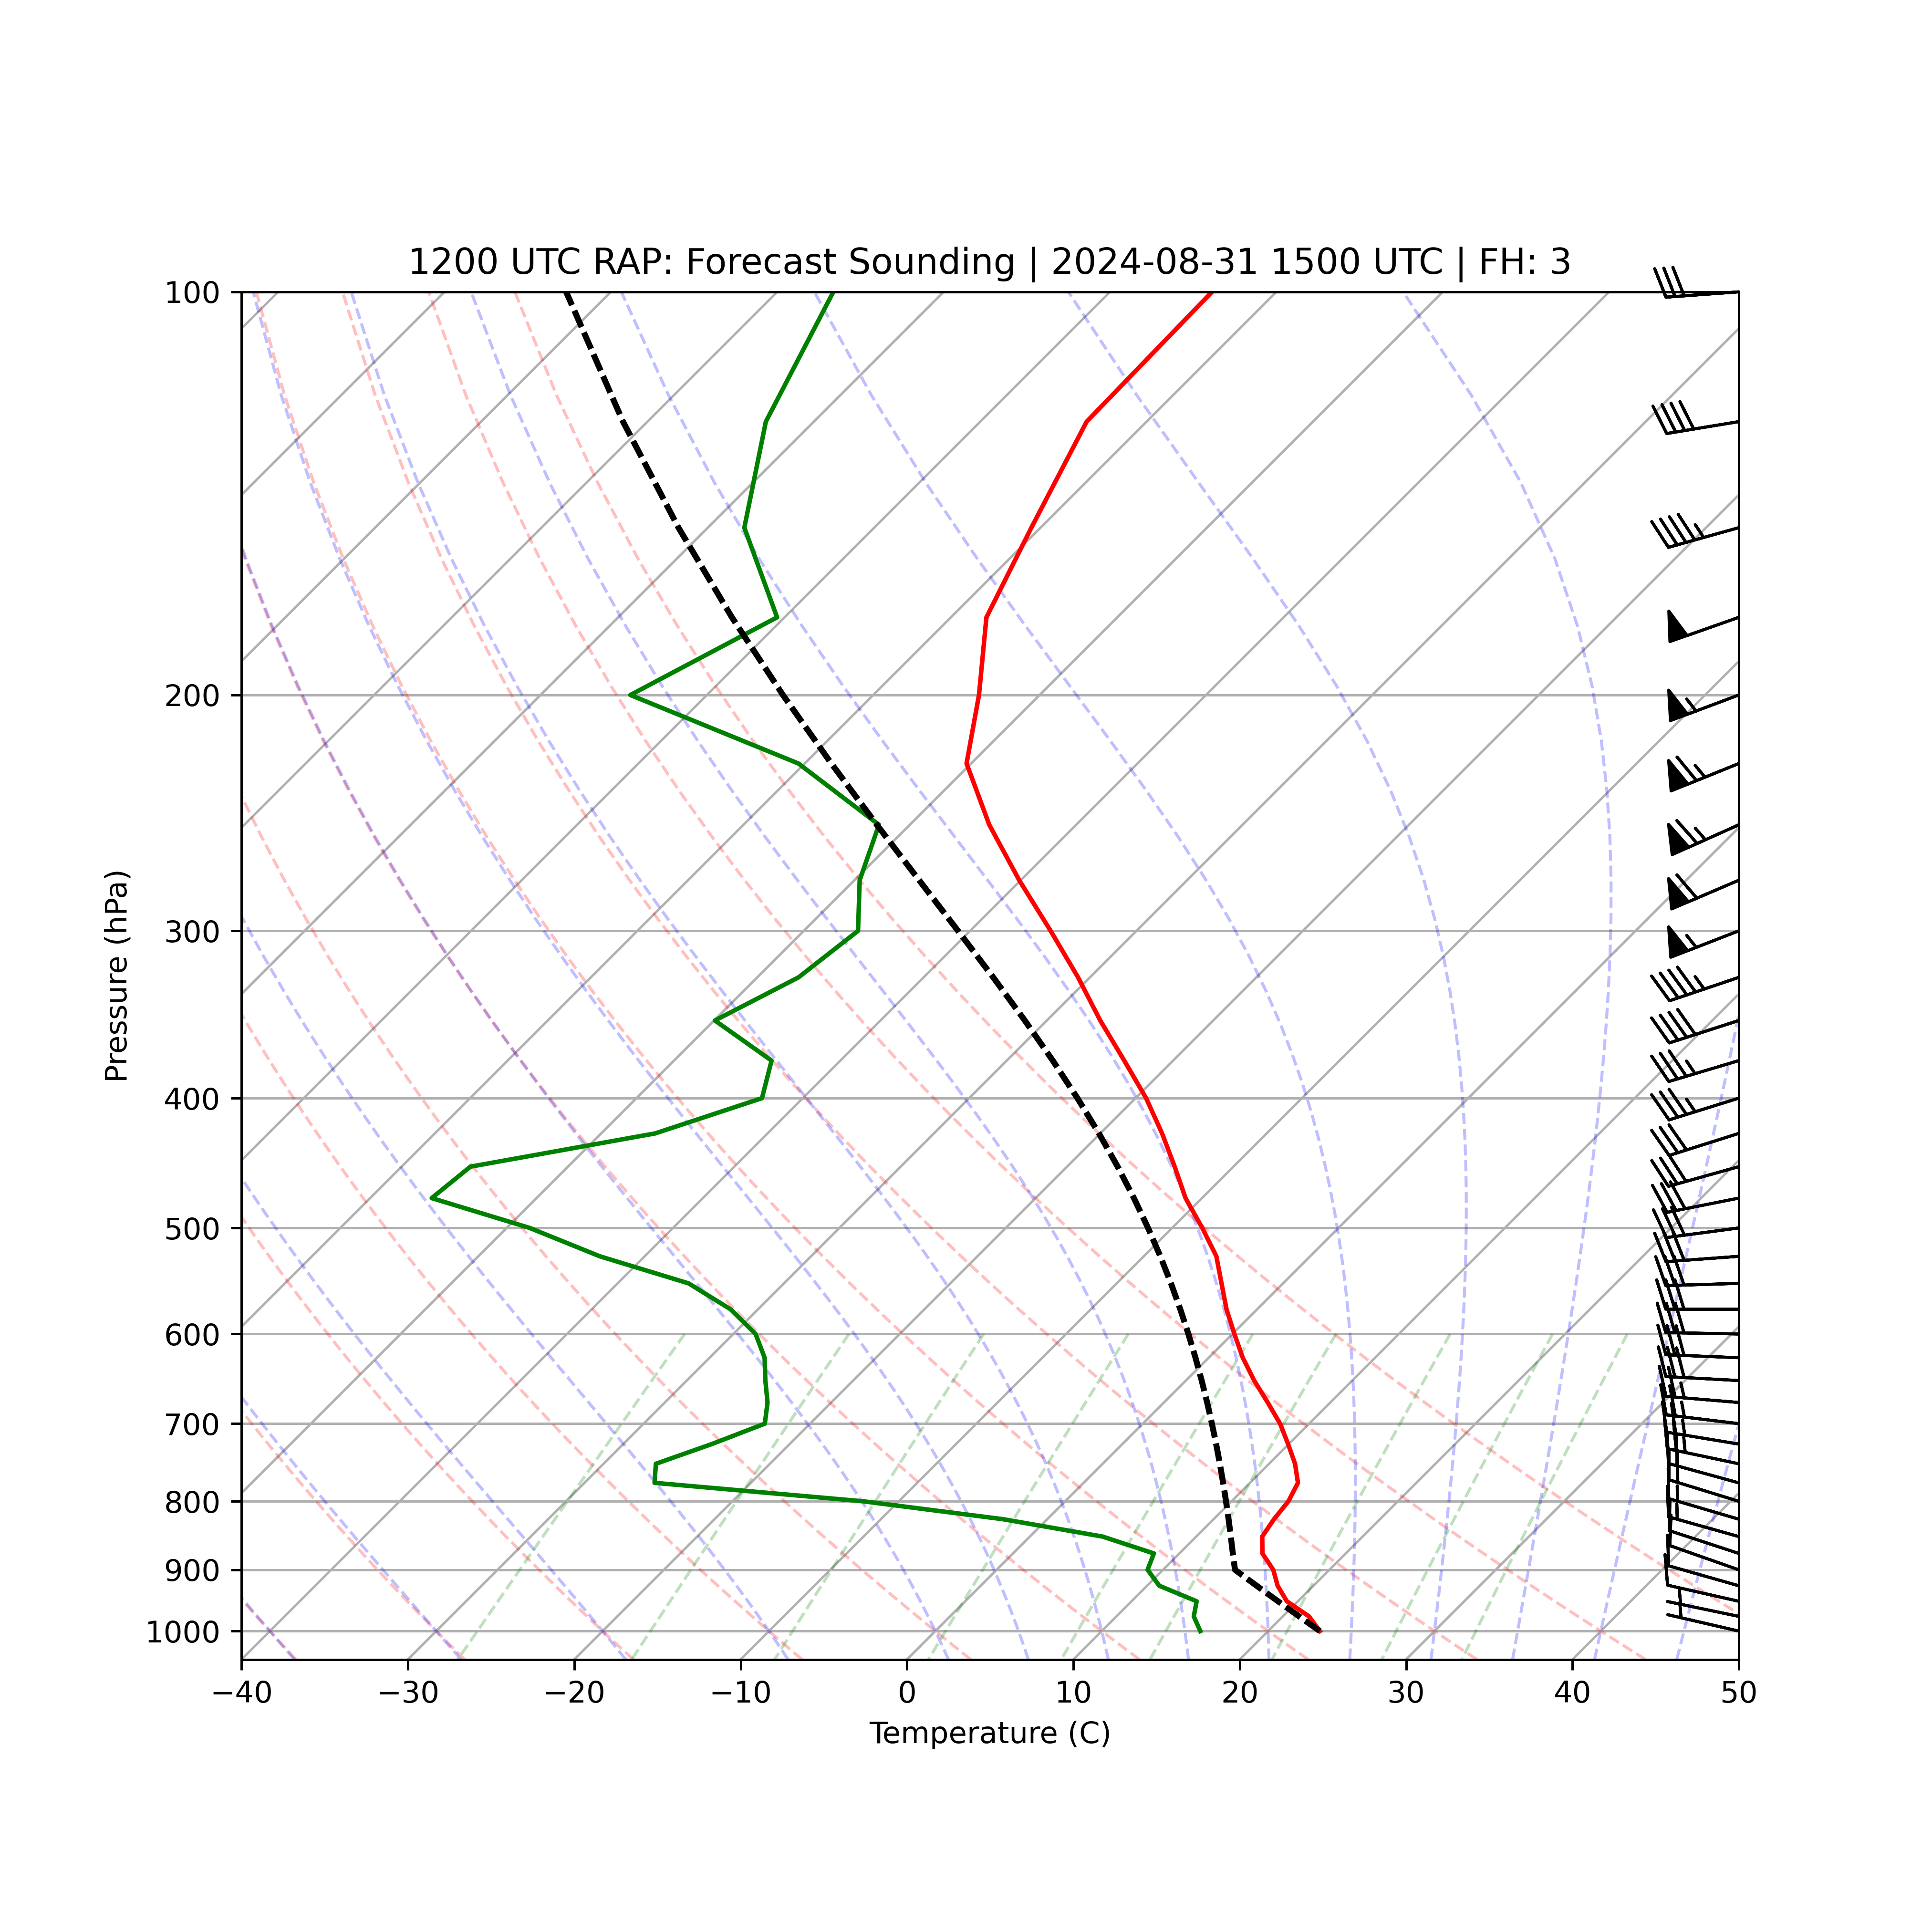 1200 UTC RAP: Forecast Sounding | 2024-08-31 1500 UTC | FH: 3
100
200
300
400
500
600
700
800
900
1000
Pressure (hPa)
−40 −30 −20 −10 0 10 20 30 40 50
Temperature (C)